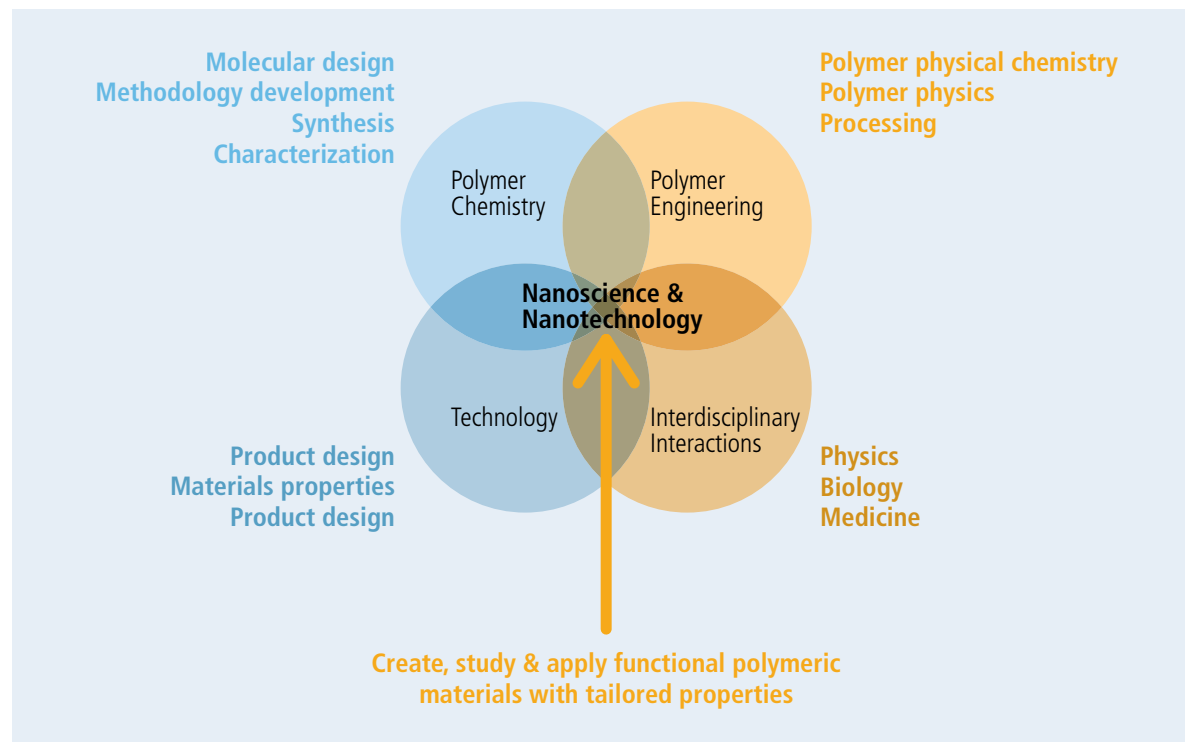 Molecular design
Methodology development
Synthesis
Characterization
Polymer physical chemistry
Polymer physics
Processing
Polymer
Chemistry
Polymer
Engineering
Nanoscience &
Nanotechnology
Technology
Interdisciplinary
Interactions
Product design
Materials properties
Product design
Physics
Biology
Medicine
Create, study & apply functional polymeric
materials with tailored properties